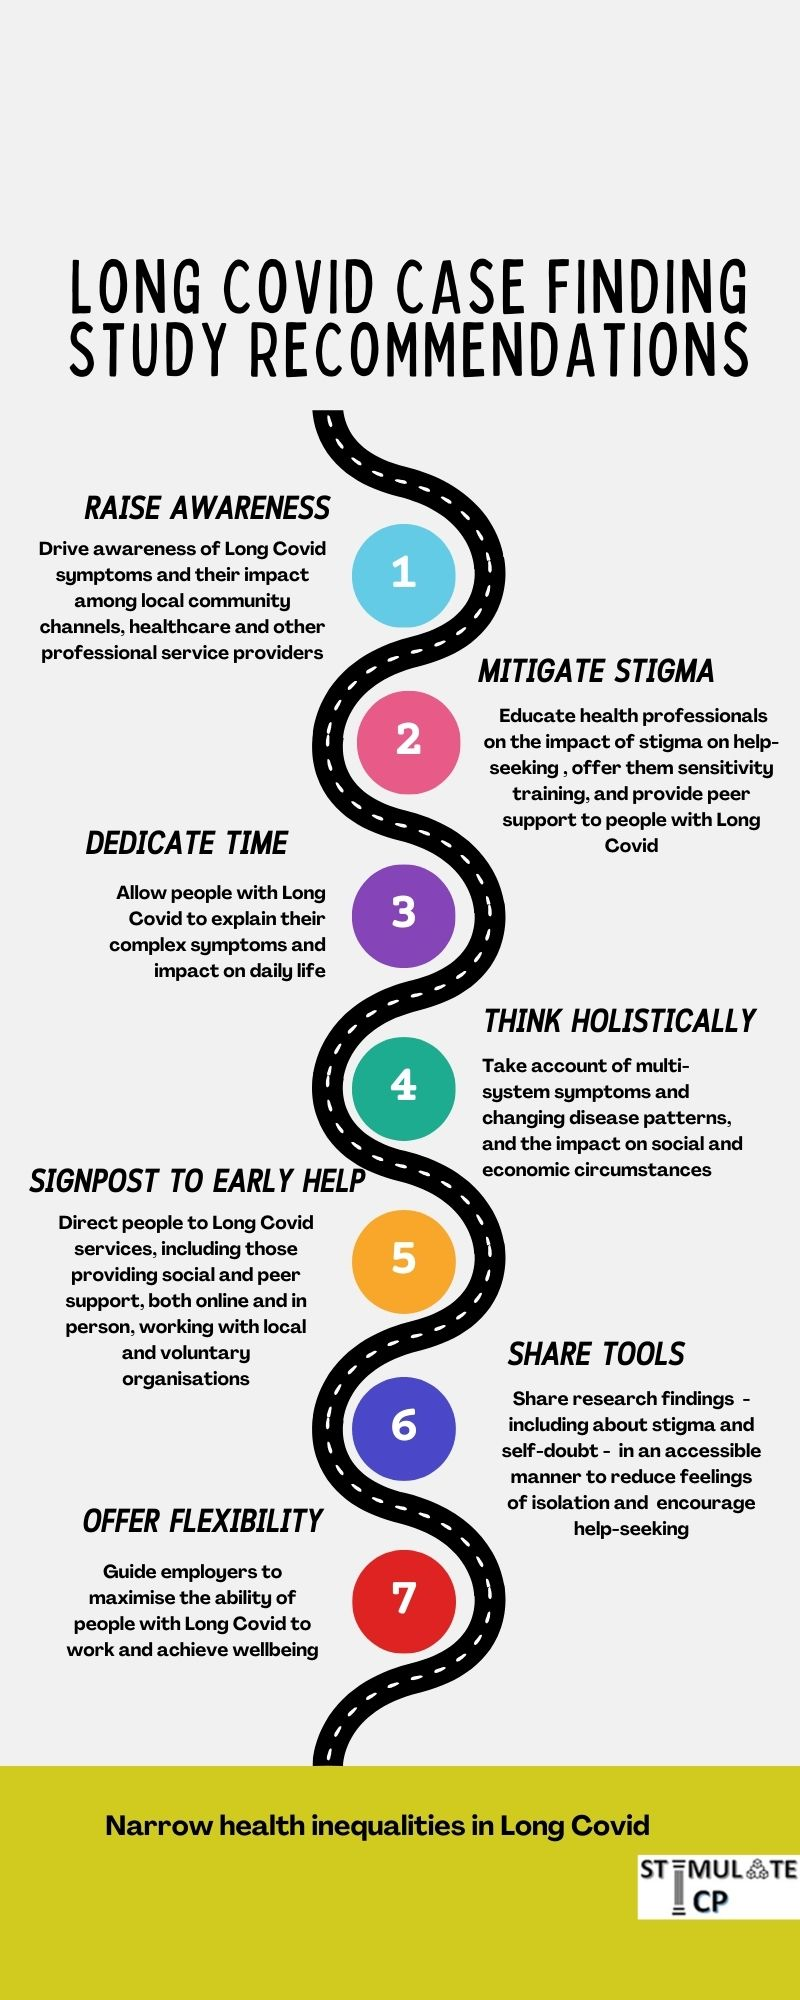 LONG COVID CASE FINDING
STUDY RECOMMENDATIONS
RAISE AWARENESS
Drive awareness of Long Covid
symptoms and their impact
among local community
channels, healthcare and other
professional service providers
1
MITIGATE STIGMA
Educate health professionals
on the impact of stigma on help-
seeking , offer them sensitivity
training, and provide peer
support to people with Long
Covid
2
DEDICATE TIME
Allow people with Long
Covid to explain their
complex symptoms and
impact on daily life
3
THINK HOLISTICALLY
Take account of multi-
system symptoms and
changing disease patterns,
and the impact on social and
economic circumstances
4
SIGNPOST TO EARLY HELP
Direct people to Long Covid
services, including those
providing social and peer
support, both online and in
person, working with local
and voluntary
organisations
5
SHARE TOOLS
Share research findings -
including about stigma and
self-doubt - in an accessible
manner to reduce feelings
of isolation and encourage
help-seeking
6
OFFER FLEXIBILITY
Guide employers to
maximise the ability of
people with Long Covid to
work and achieve wellbeing
7
Narrow health inequalities in Long Covid
STIMULATE
CP